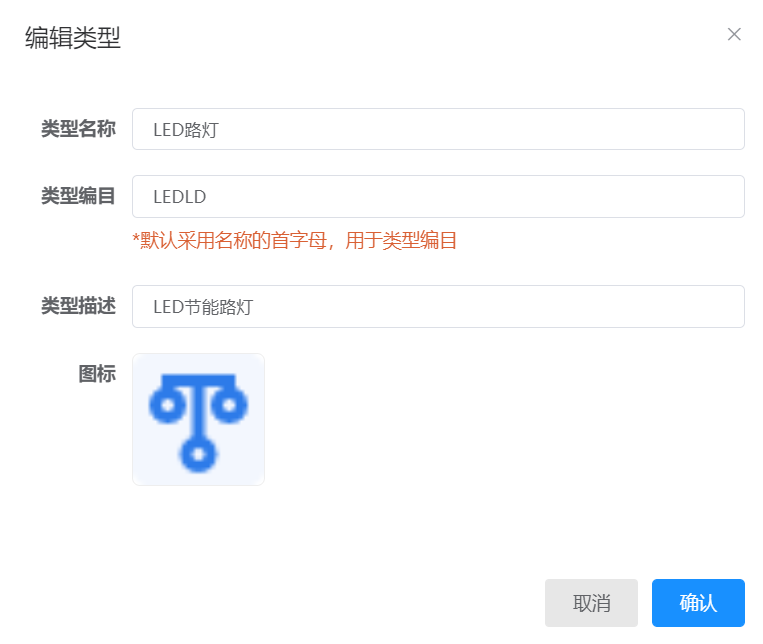 编辑类型
类型名称 LED路灯
类型编目 LEDLD
*默认采用名称的首字母，用于类型编目
类型描述 LED节能路灯
图标
取消 确认